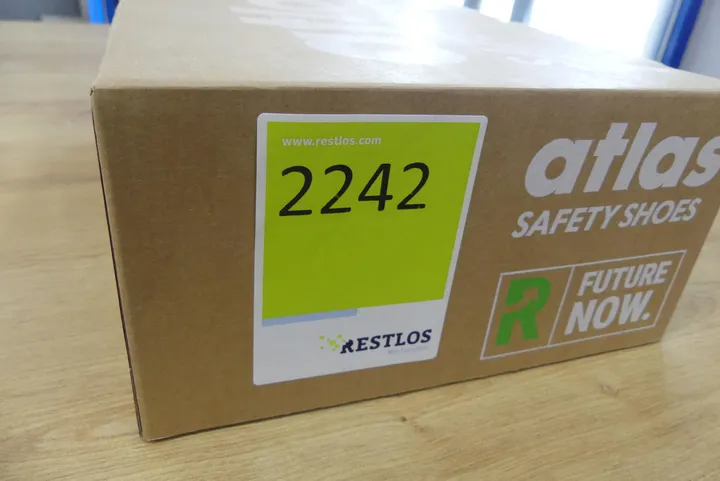 www.restlos.com
2242
RESTLOS
atlas
SAFETY SHOES
R
FUTURE
NOW.